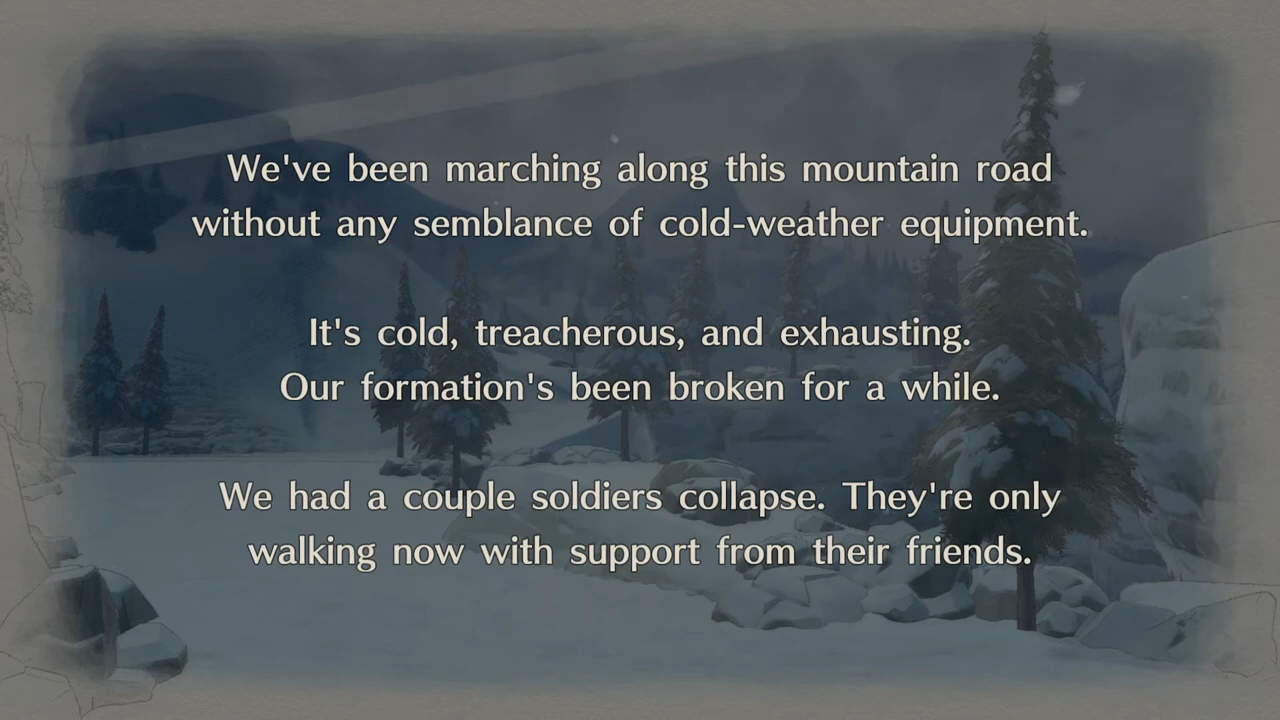 We've been marching along this mountain road
without any semblance of cold-weather equipment.
It's cold, treacherous, and exhausting.
Our formation's been broken for a while.
We had a couple soldiers collapse. They're only
walking now with support from their friends.